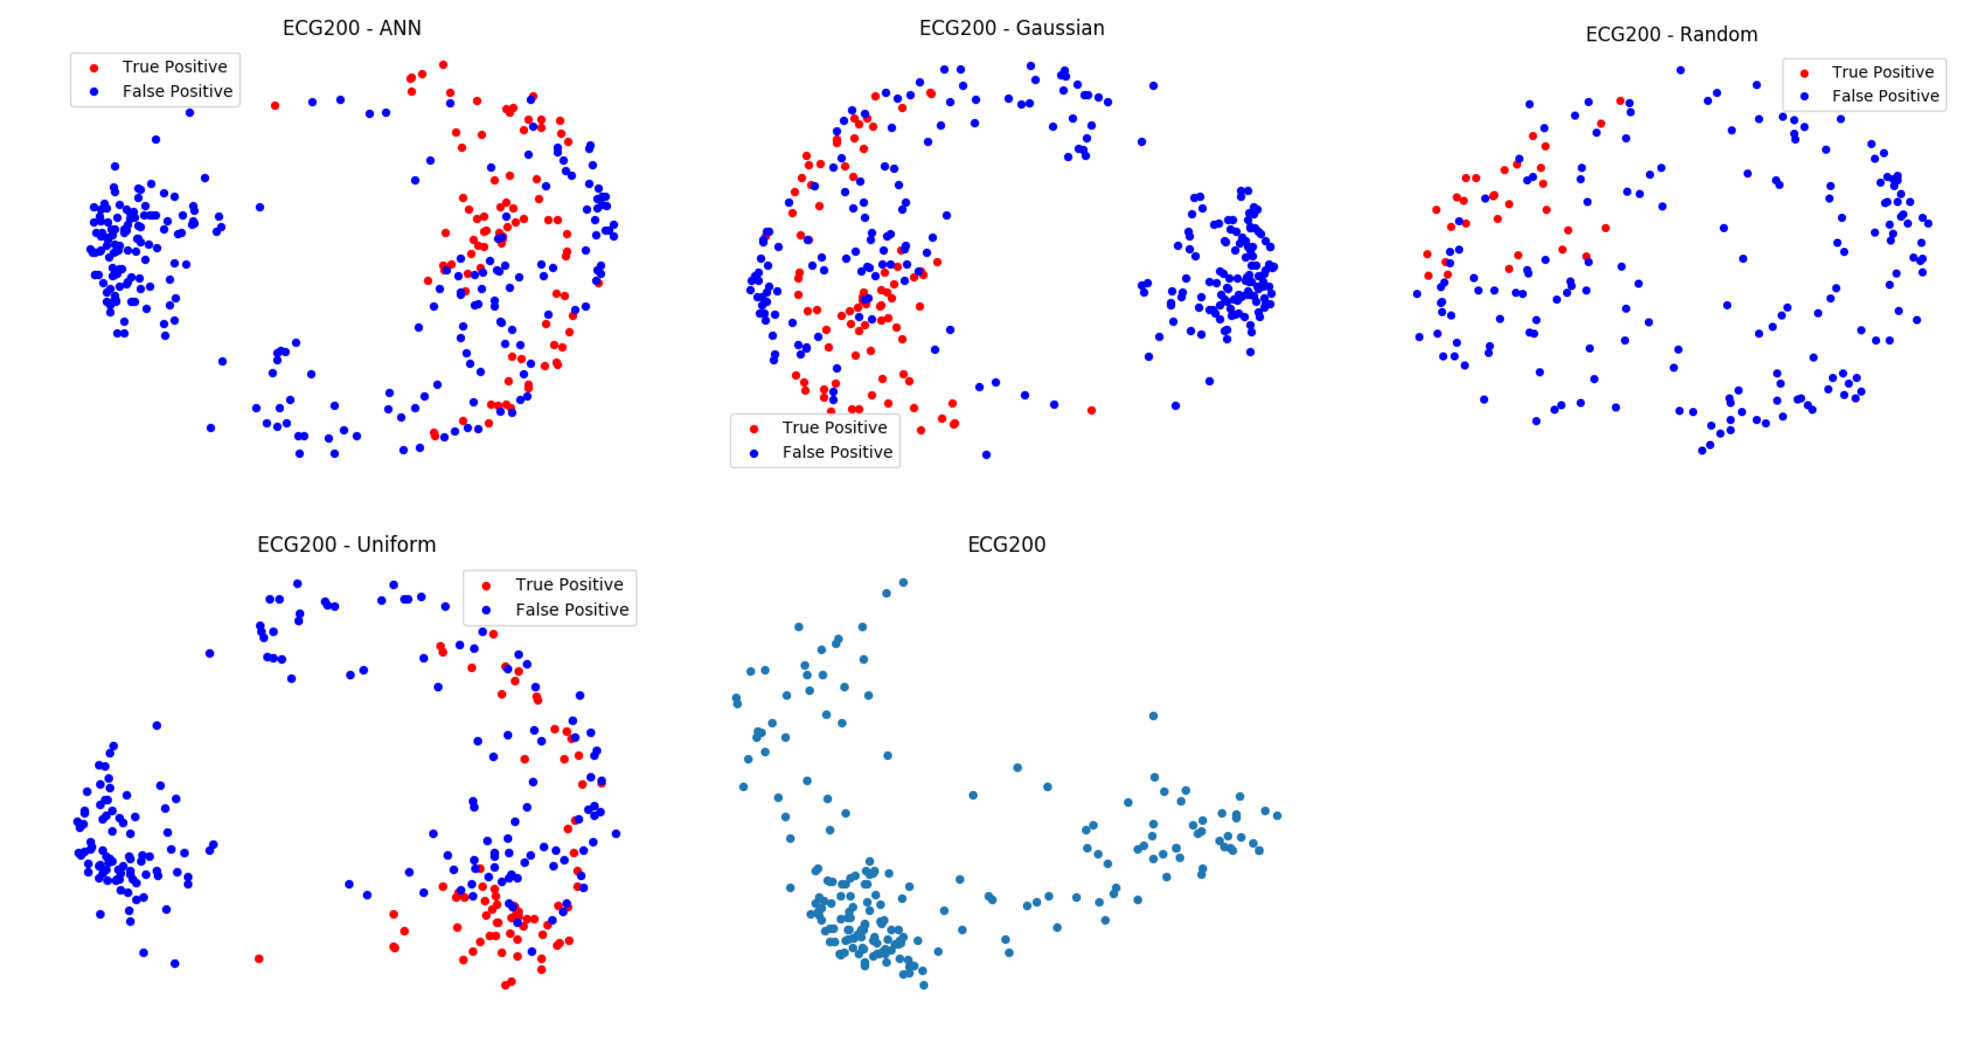 ECG200 - ANN
True Positive
False Positive
ECG200 - Gaussian
True Positive
False Positive
ECG200 - Random
True Positive
False Positive
ECG200 - Uniform
True Positive
False Positive
ECG200